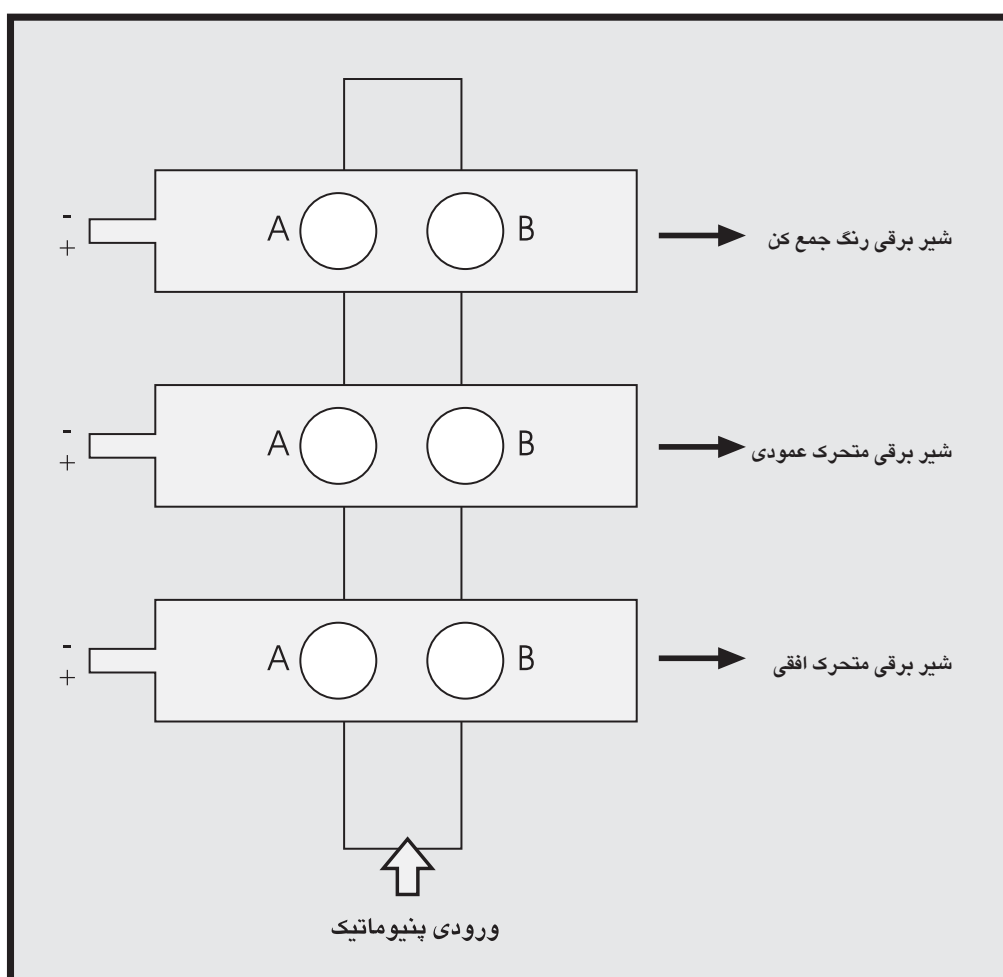 -
+
A
B
شیر برقی رنگ جمع کن
-
+
A
B
شیر برقی متحرک عمودی
-
+
A
B
شیر برقی متحرک افقی
ورودی پنیوماتیک